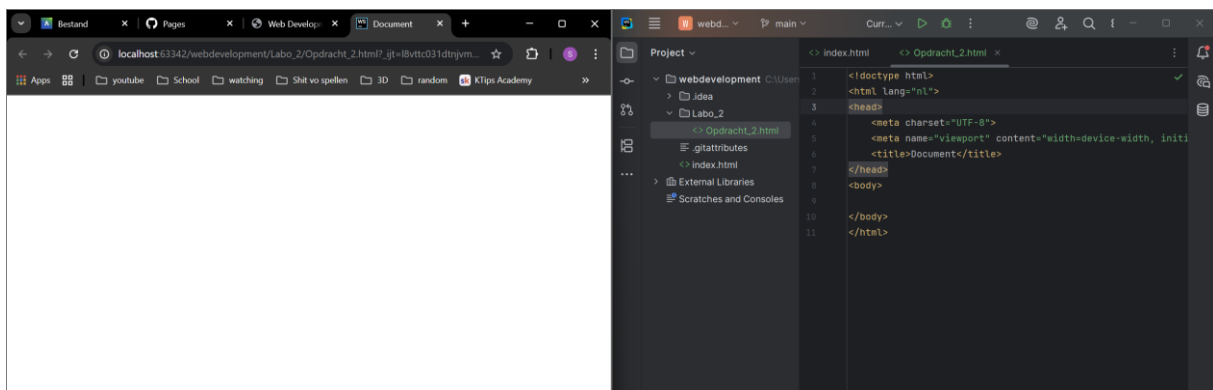 Bestand
Pages
Web Develop
Document
localhost:63342/webdevelopment/Labo_2/Opdracht_2.html?_ijt=l8vttc031dtnjvm...
S
Apps
youtube
School
watching
Shit vo spellen
3D
random
sk KTips Academy
W webd...
main
Curr...
Project
webdevelopment C:\User
.idea
Labo_2
<> Opdracht_2.html
.gitattributes
<> index.html
External Libraries
Scratches and Consoles
<> index.html
<> Opdracht_2.html
1 <!doctype html>
2 <html lang="nl">
3 <head>
4 <meta charset="UTF-8">
5 <meta name="viewport" content="width=device-width, initi
6 <title>Document</title>
7 </head>
8 <body>
9
10 </body>
11 </html>